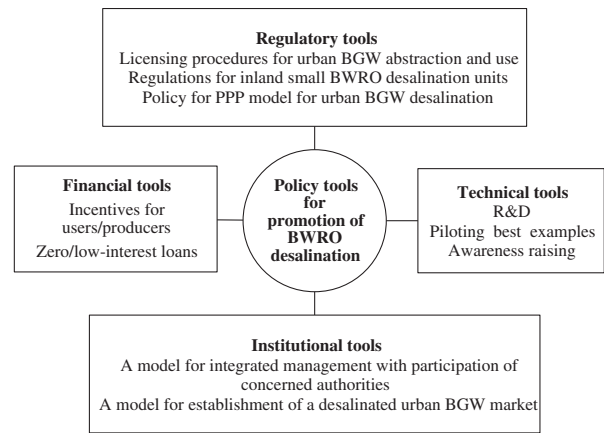 Regulatory tools
Licensing procedures for urban BGW abstraction and use
Regulations for inland small BWRO desalination units
Policy for PPP model for urban BGW desalination
Financial tools
Incentives for
users/producers
Zero/low-interest loans
Policy tools
for
promotion of
BWRO
desalination
Technical tools
R&D
Piloting best examples
Awareness raising
Institutional tools
A model for integrated management with participation of
concerned authorities
A model for establishment of a desalinated urban BGW market